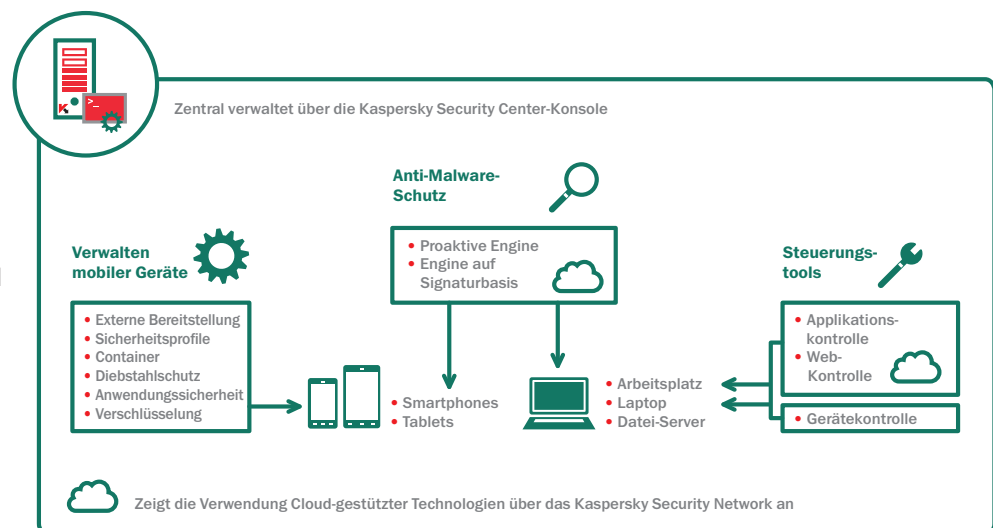 Zentral verwaltet über die Kaspersky Security Center-Konsole
Anti-Malware-
Schutz
• Proaktive Engine
• Engine auf
Signaturbasis
Verwalten
mobiler Geräte
• Externe Bereitstellung
• Sicherheitsprofile
• Container
• Diebstahlschutz
• Anwendungssicherheit
• Verschlüsselung
• Smartphones
• Tablets
• Arbeitsplatz
• Laptop
• Datei-Server
Steuerungs-
tools
• Applikations-
kontrolle
• Web-
Kontrolle
• Gerätekontrolle
Zeigt die Verwendung Cloud-gestützter Technologien über das Kaspersky Security Network an